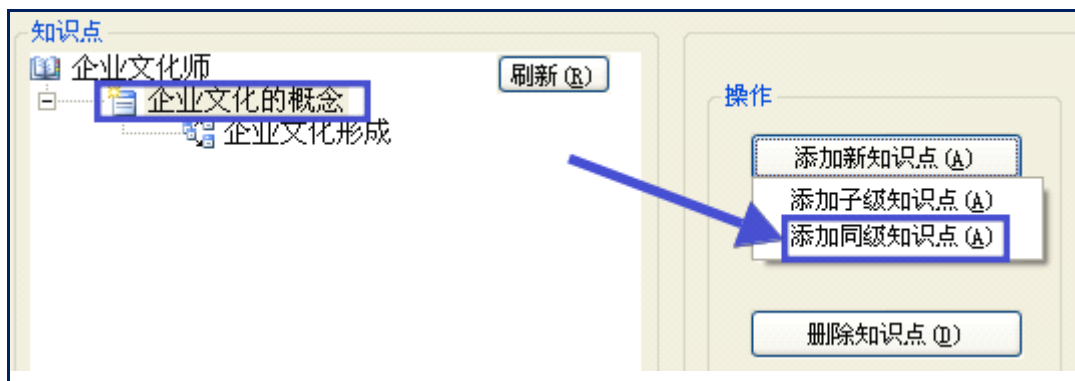 知识点
企业文化师
刷新(R)
企业文化的概念
企业文化形成
操作
添加新知识点(A)
添加子级知识点(A)
添加同级知识点(A)
删除知识点(D)